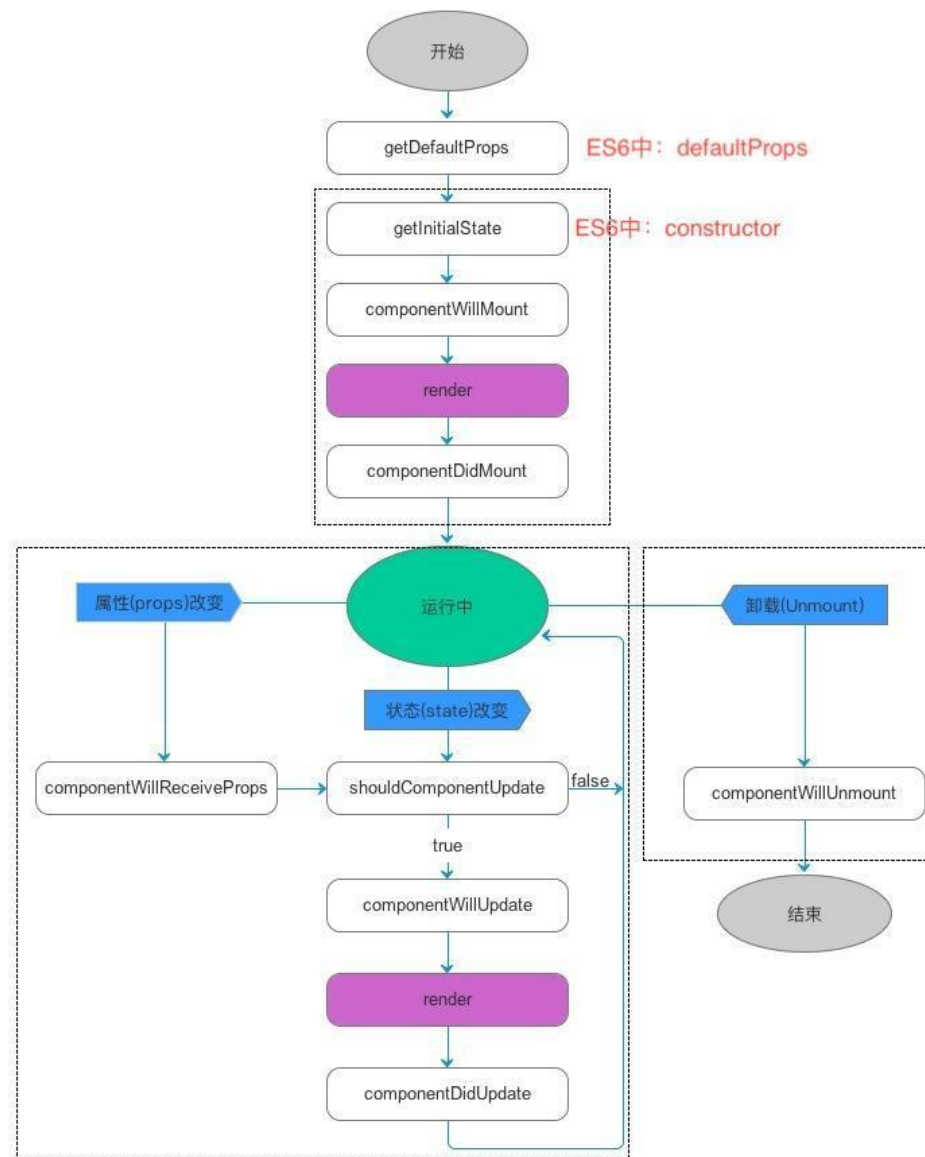 开始
getDefaultProps
ES6中：defaultProps
getInitialState
ES6中：constructor
componentWillMount
render
componentDidMount
属性(props)改变
运行中
卸载(Unmount)
状态(state)改变
componentWillReceiveProps
shouldComponentUpdate
false
componentWillUnmount
true
componentWillUpdate
结束
render
componentDidUpdate